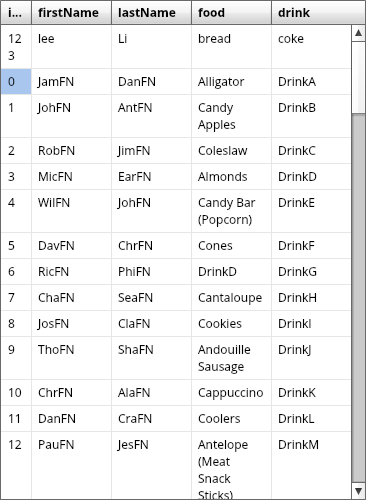 i... firstName lastName food drink
12 lee Li bread coke
3
0 JamFN DanFN Alligator DrinkA
1 JohFN AntFN Candy DrinkB
Apples
2 RobFN JimFN Coleslaw DrinkC
3 MicFN EarFN Almonds DrinkD
4 WilFN JohFN Candy Bar DrinkE
(Popcorn)
5 DavFN ChrFN Cones DrinkF
6 RicFN PhiFN DrinkD DrinkG
7 ChaFN SeaFN Cantaloupe DrinkH
8 JosFN ClaFN Cookies DrinkI
9 ThoFN ShaFN Andouille DrinkJ
Sausage
10 ChrFN AlaFN Cappuccino DrinkK
11 DanFN CraFN Coolers DrinkL
12 PauFN JesFN Antelope DrinkM
(Meat
Snack
Sticks)